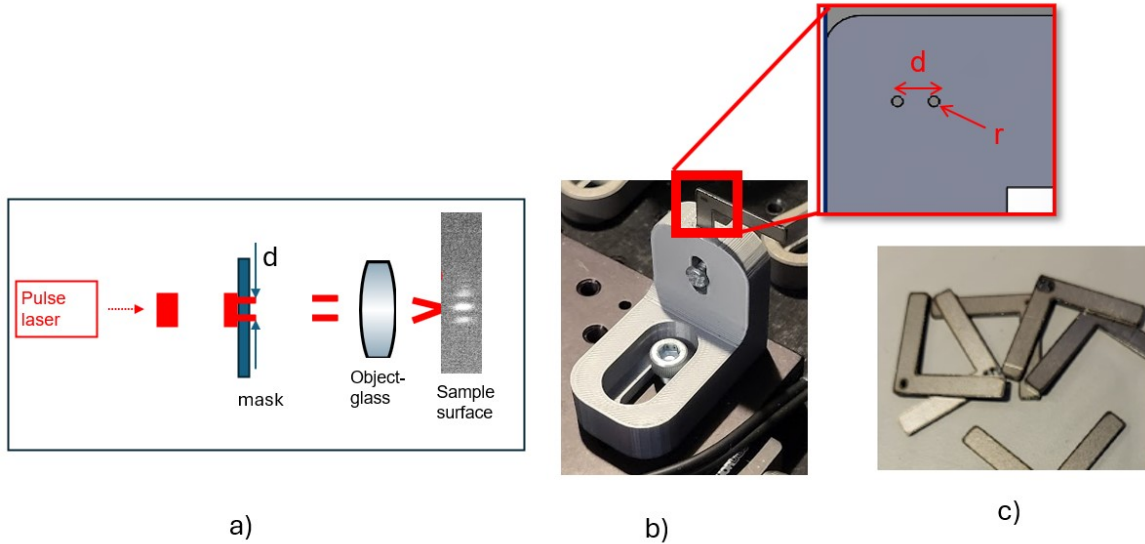 d
r
d
Pulse
laser
mask
Object-
glass
Sample
surface
a)
b)
c)